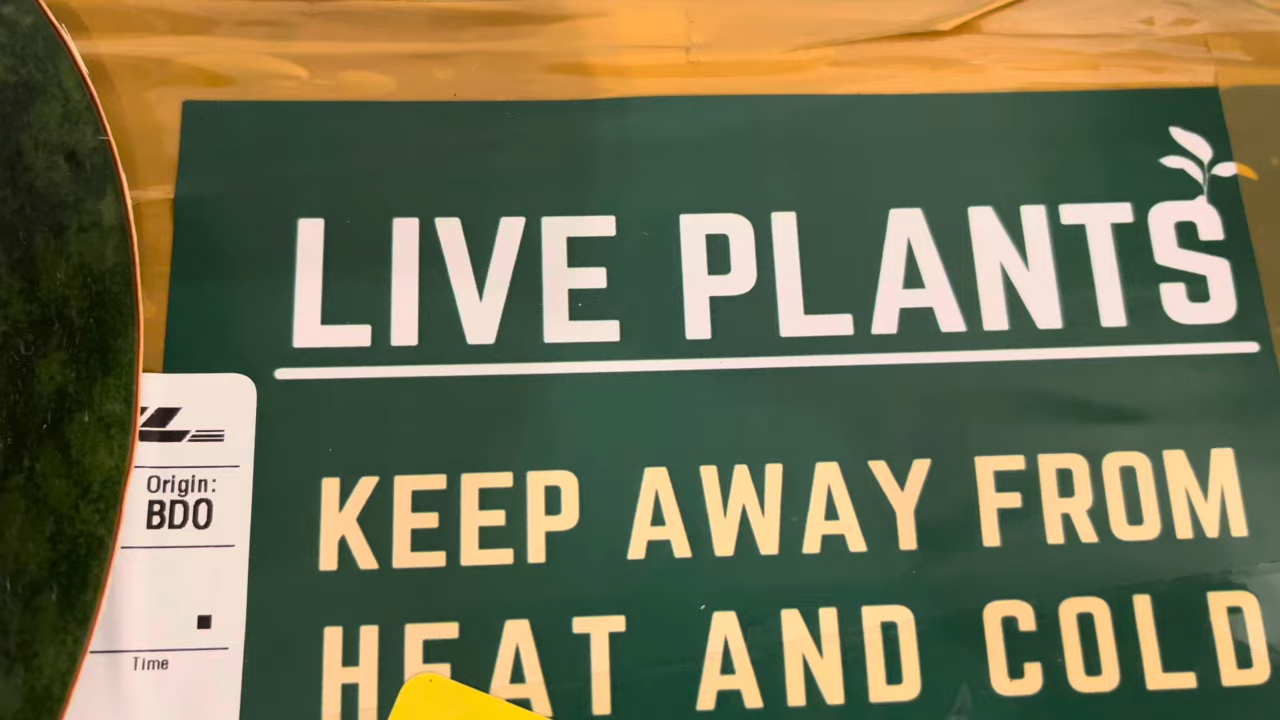 LIVE PLANTS
KEEP AWAY FROM
HEAT AND COLD
Origin:
BDO
Time